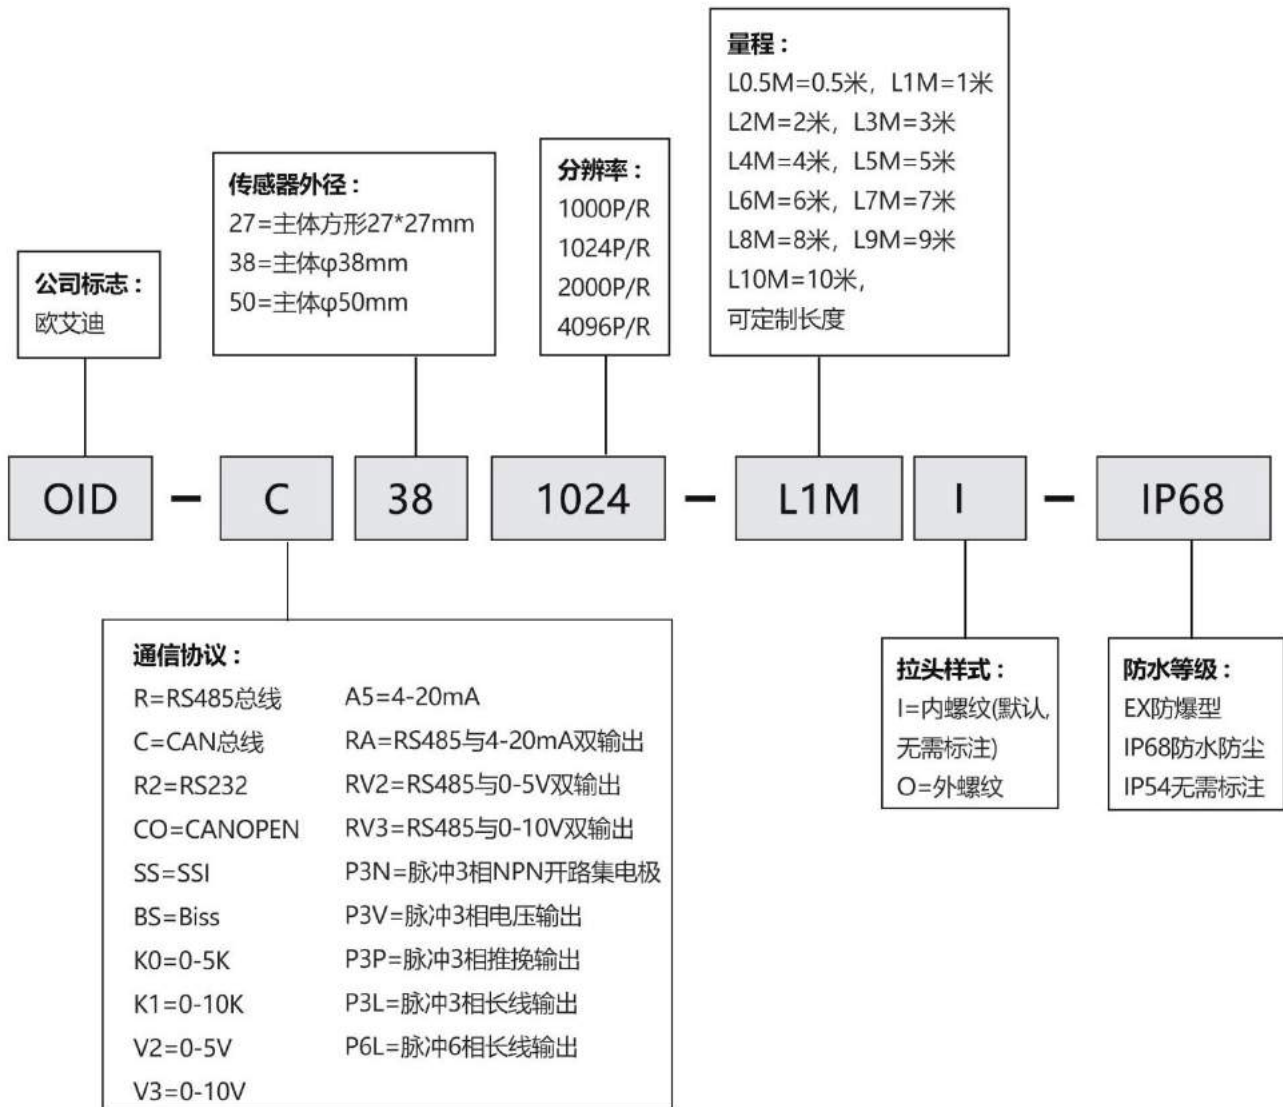 量程：
L0.5M=0.5米，L1M=1米
L2M=2米，L3M=3米
L4M=4米，L5M=5米
L6M=6米，L7M=7米
L8M=8米，L9M=9米
L10M=10米，
可定制长度
分辨率：
1000P/R
1024P/R
2000P/R
4096P/R
传感器外径：
27=主体方形27*27mm
38=主体φ38mm
50=主体φ50mm
公司标志：
欧艾迪
OID - C 38 1024 - L1M I - IP68
通信协议：
R=RS485总线
C=CAN总线
R2=RS232
CO=CANOPEN
SS=SSI
BS=Biss
K0=0-5K
K1=0-10K
V2=0-5V
V3=0-10V
A5=4-20mA
RA=RS485与4-20mA双输出
RV2=RS485与0-5V双输出
RV3=RS485与0-10V双输出
P3N=脉冲3相NPN开路集电极
P3V=脉冲3相电压输出
P3P=脉冲3相推挽输出
P3L=脉冲3相长线输出
P6L=脉冲6相长线输出
拉头样式：
I=内螺纹(默认,
无需标注)
O=外螺纹
防水等级：
EX防爆型
IP68防水防尘
IP54无需标注